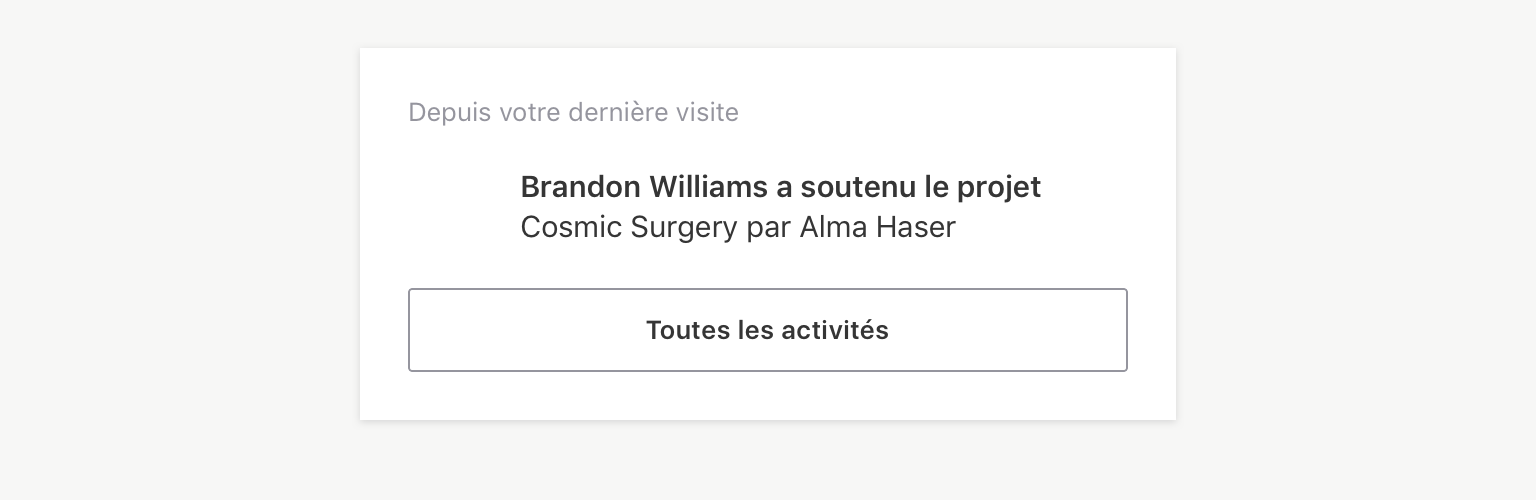 Depuis votre dernière visite
Brandon Williams a soutenu le projet
Cosmic Surgery par Alma Haser
Toutes les activités